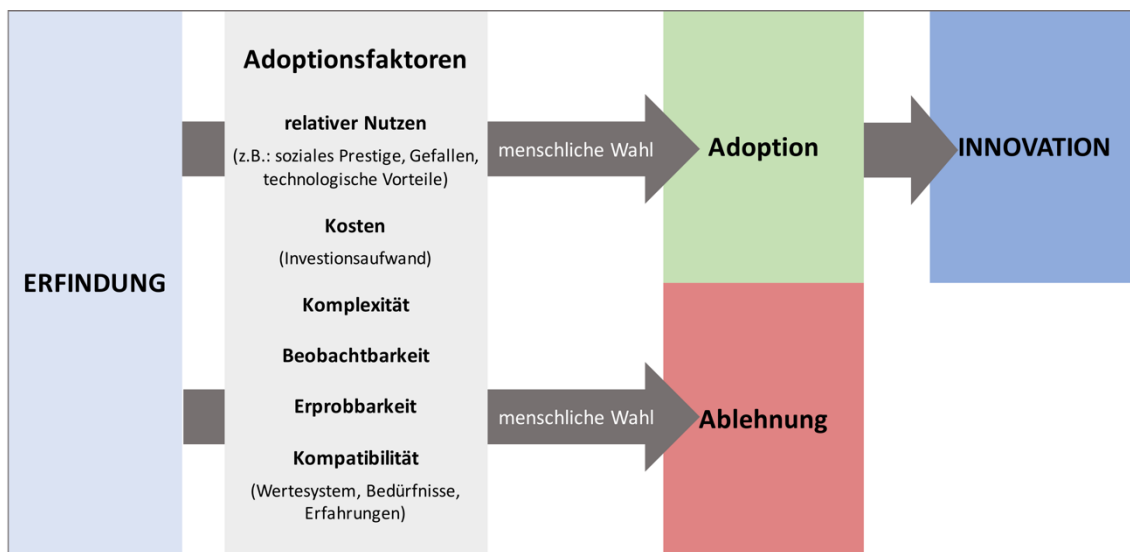 ERFINDUNG
Adoptionsfaktoren
relativer Nutzen
(z.B.: soziales Prestige, Gefallen,
technologische Vorteile)
Kosten
(Investionsaufwand)
Komplexität
Beobachtbarkeit
Erprobbarkeit
Kompatibilität
(Wertesystem, Bedürfnisse,
Erfahrungen)
menschliche Wahl
Adoption
INNOVATION
menschliche Wahl
Ablehnung